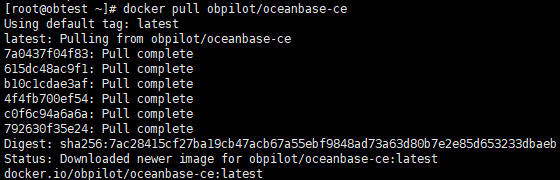 [root@obtest ~]# docker pull obpilot/oceanbase-ce
Using default tag: latest
latest: Pulling from obpilot/oceanbase-ce
7a0437f04f83: Pull complete
615dc48ac9f1: Pull complete
b10c1cdae3af: Pull complete
4f4fb700ef54: Pull complete
c0f6c94a6a6a: Pull complete
792630f35e24: Pull complete
Digest: sha256:7ac28415cf27ba19cb47acb67a55ebf9848ad73a63d80b7e2e85d653233dbaeb
Status: Downloaded newer image for obpilot/oceanbase-ce:latest
docker.io/obpilot/oceanbase-ce:latest